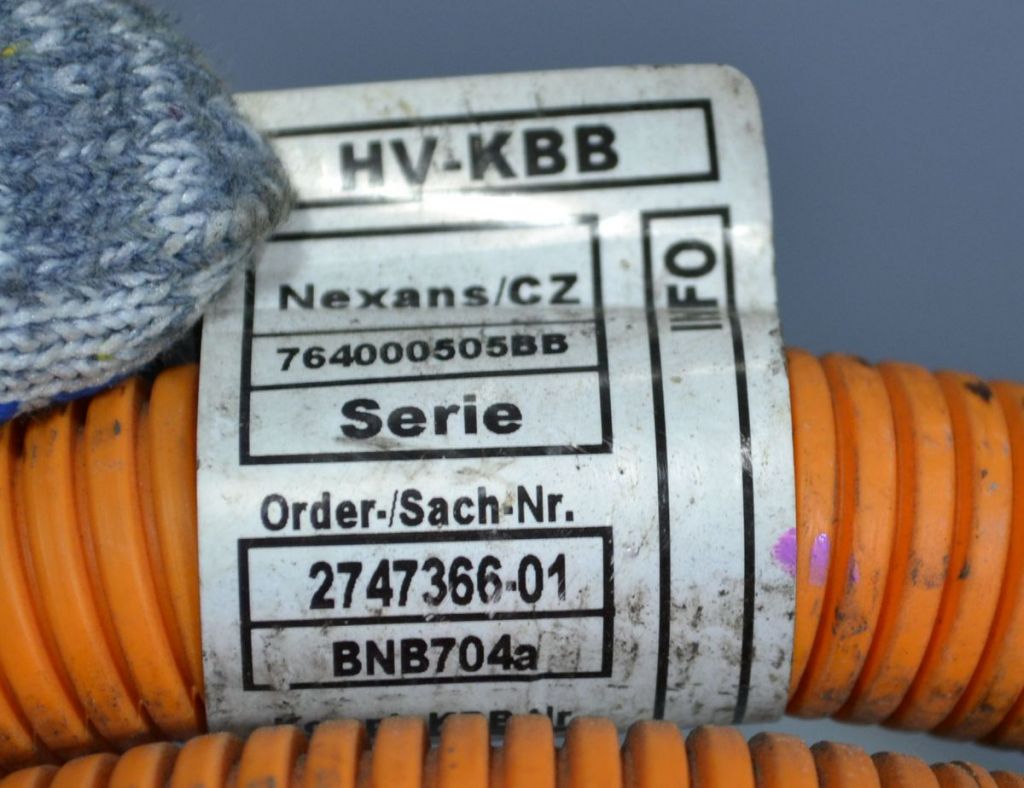 HV-KBB
INFO
Nexans/CZ
764000505BB
Serie
Order-/Sach-Nr.
2747366-01
BNB704a